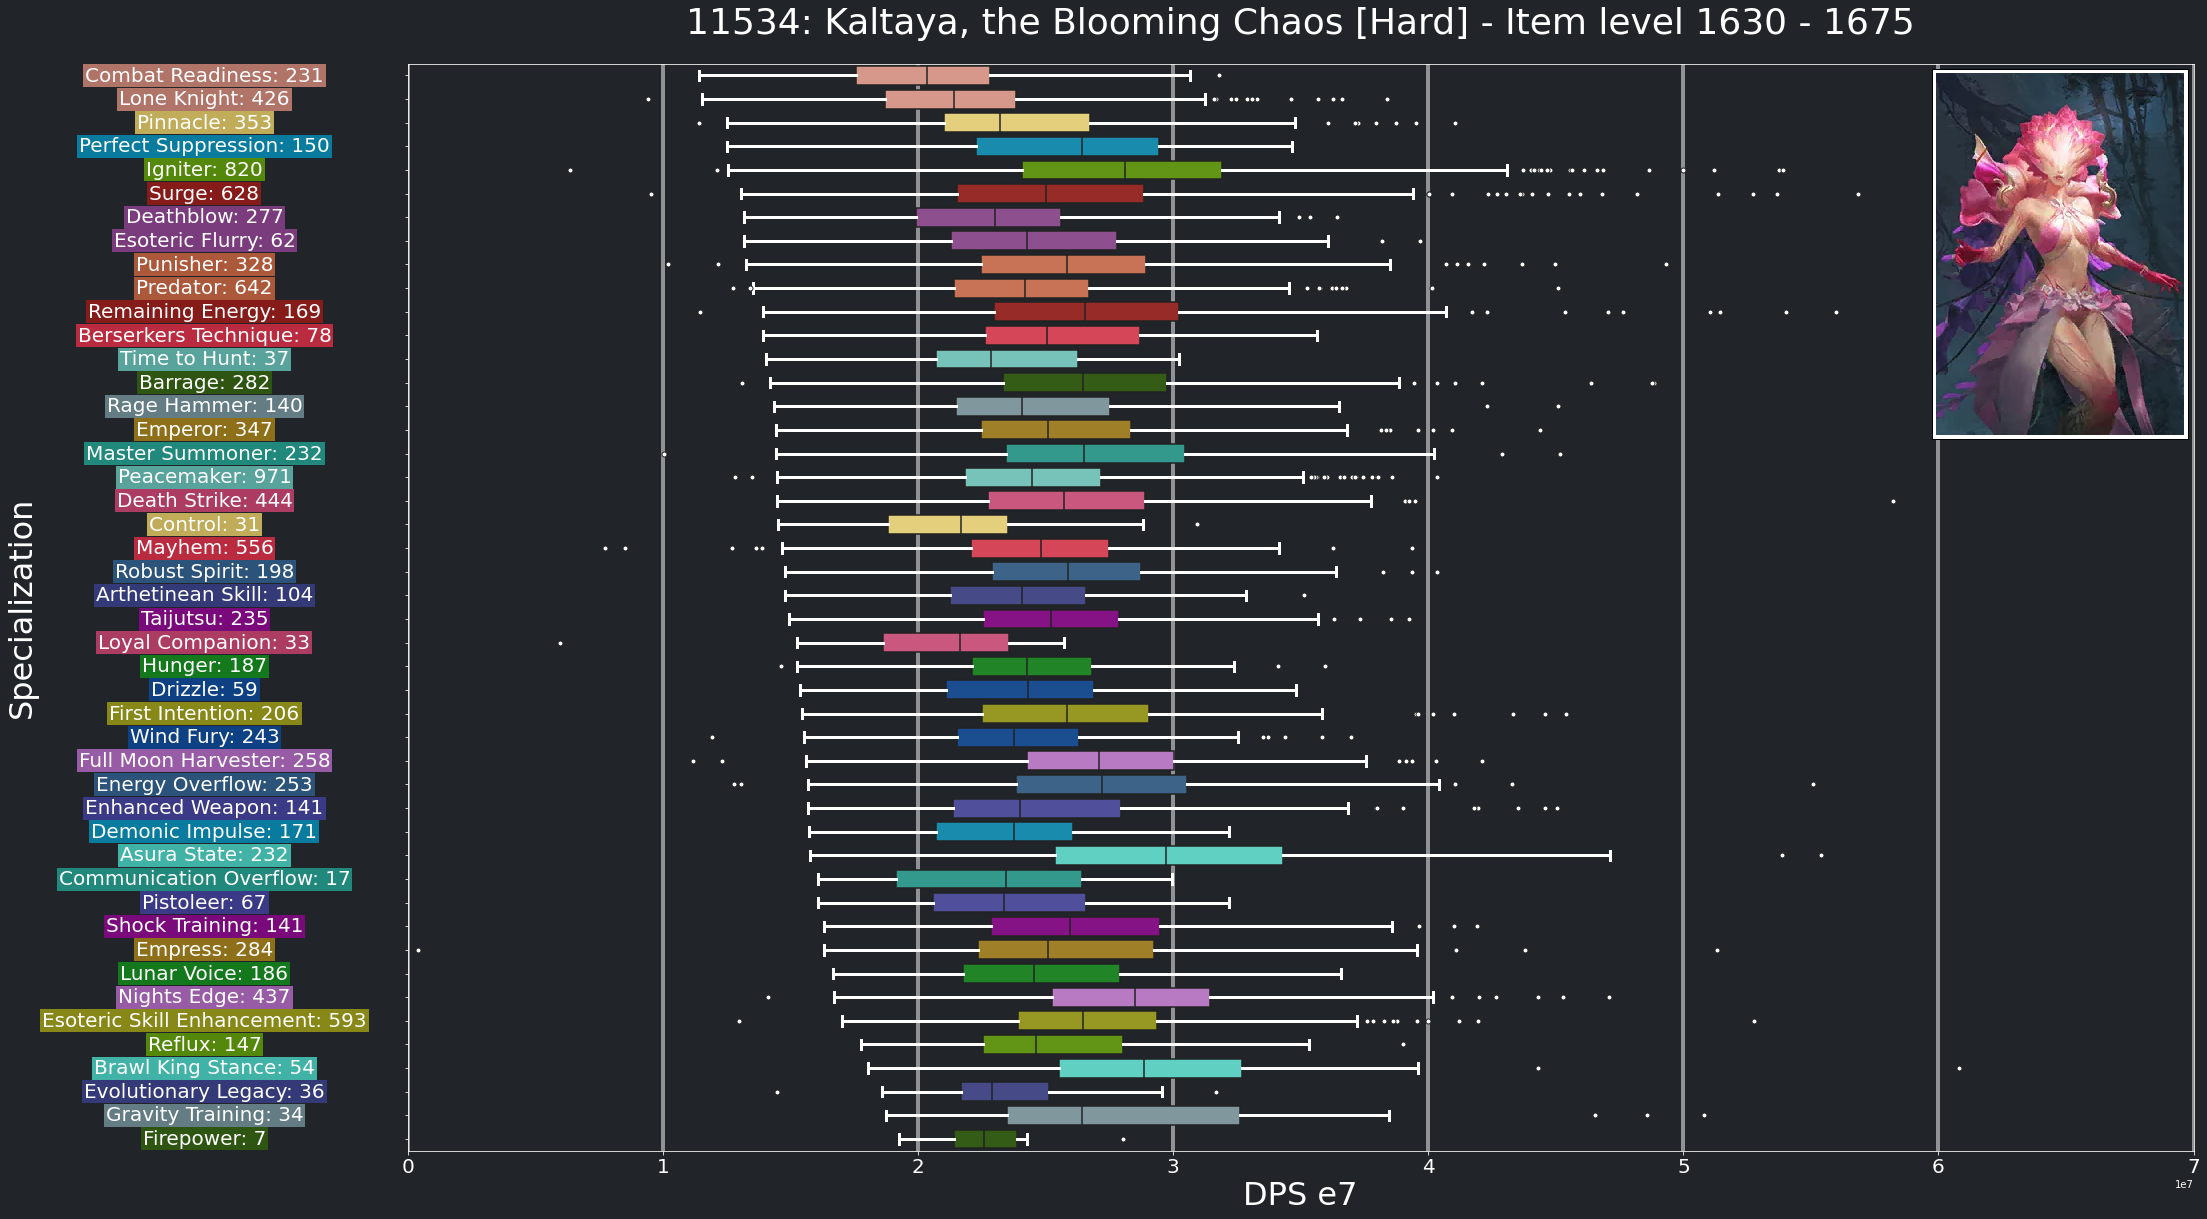 11534: Kaltaya, the Blooming Chaos [Hard] - Item level 1630 - 1675
Specialization
Combat Readiness: 231
Lone Knight: 426
Pinnacle: 353
Perfect Suppression: 150
Igniter: 820
Surge: 628
Deathblow: 277
Esoteric Flurry: 62
Punisher: 328
Predator: 642
Remaining Energy: 169
Berserkers Technique: 78
Time to Hunt: 37
Barrage: 282
Rage Hammer: 140
Emperor: 347
Master Summoner: 232
Peacemaker: 971
Death Strike: 444
Control: 31
Mayhem: 556
Robust Spirit: 198
Arthetinean Skill: 104
Taijutsu: 235
Loyal Companion: 33
Hunger: 187
Drizzle: 59
First Intention: 206
Wind Fury: 243
Full Moon Harvester: 258
Energy Overflow: 253
Enhanced Weapon: 141
Demonic Impulse: 171
Asura State: 232
Communication Overflow: 17
Pistoleer: 67
Shock Training: 141
Empress: 284
Lunar Voice: 186
Nights Edge: 437
Esoteric Skill Enhancement: 593
Reflux: 147
Brawl King Stance: 54
Evolutionary Legacy: 36
Gravity Training: 34
Firepower: 7
0 1 2 3 4 5 6 7
1e7
DPS e7